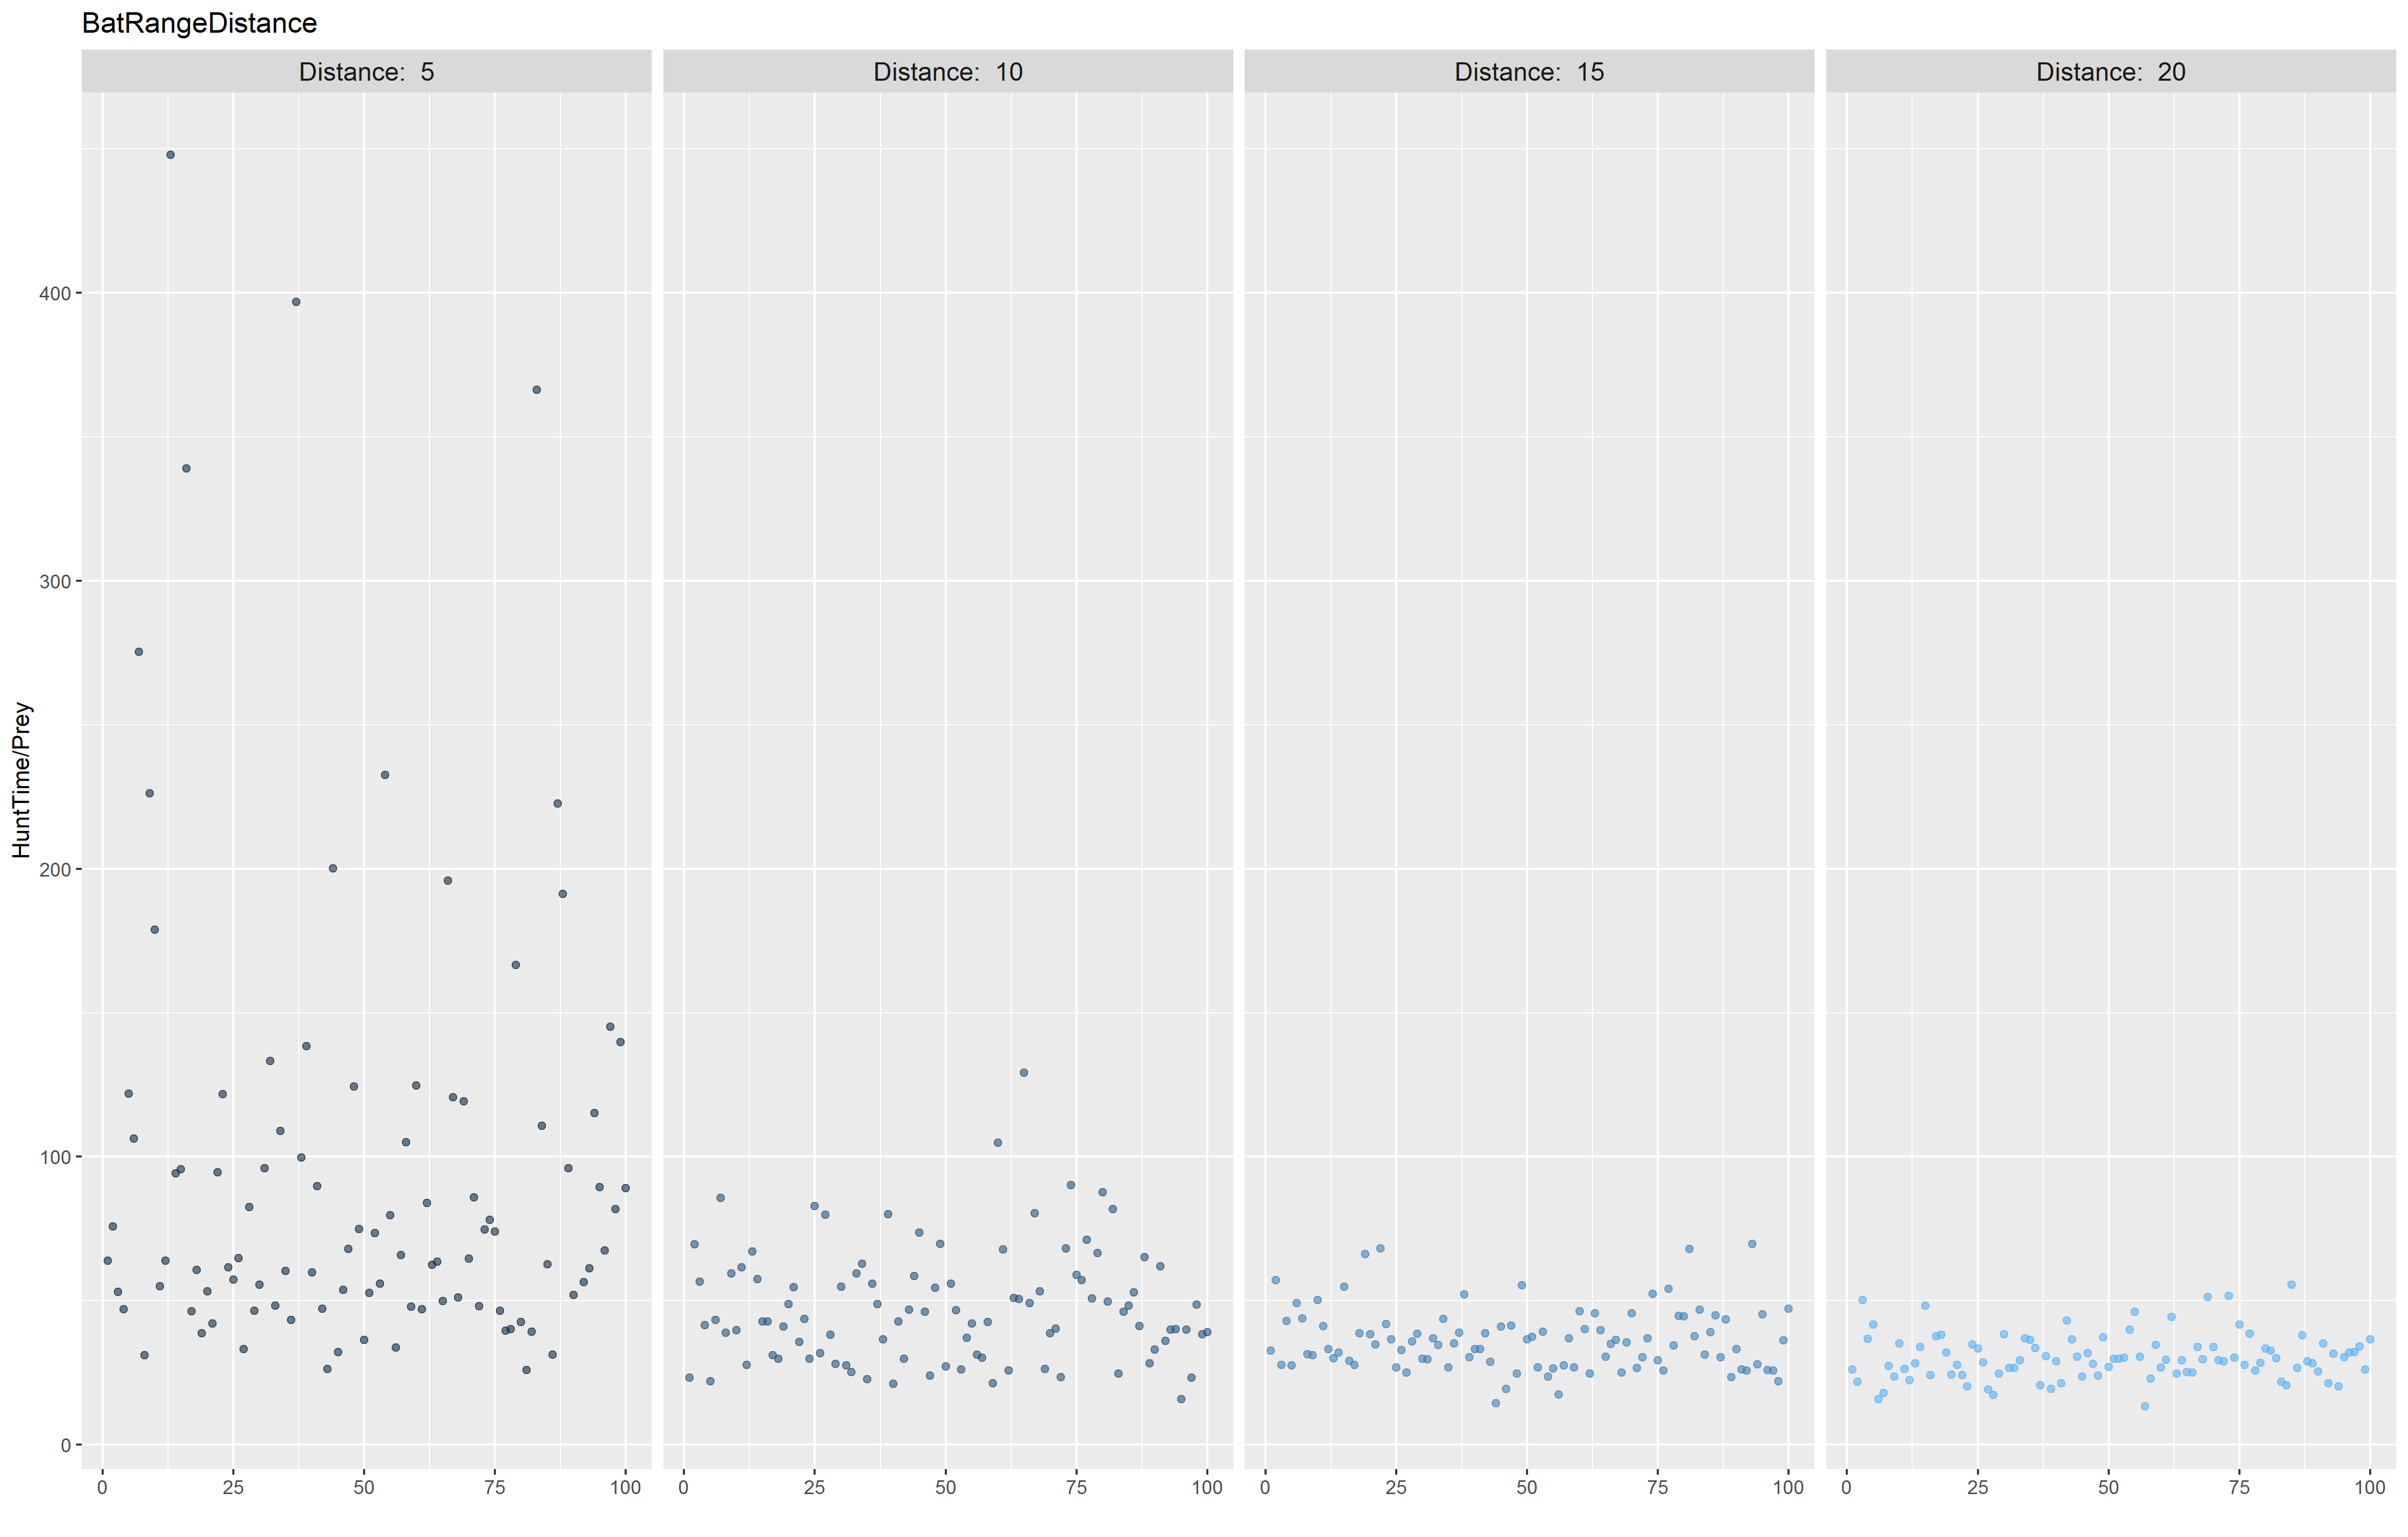 BatRangeDistance
Distance:  5
Distance:  10
Distance:  15
Distance:  20
HuntTime/Prey
400
300
200
100
0
0 25 50 75 100
0 25 50 75 100
0 25 50 75 100
0 25 50 75 100